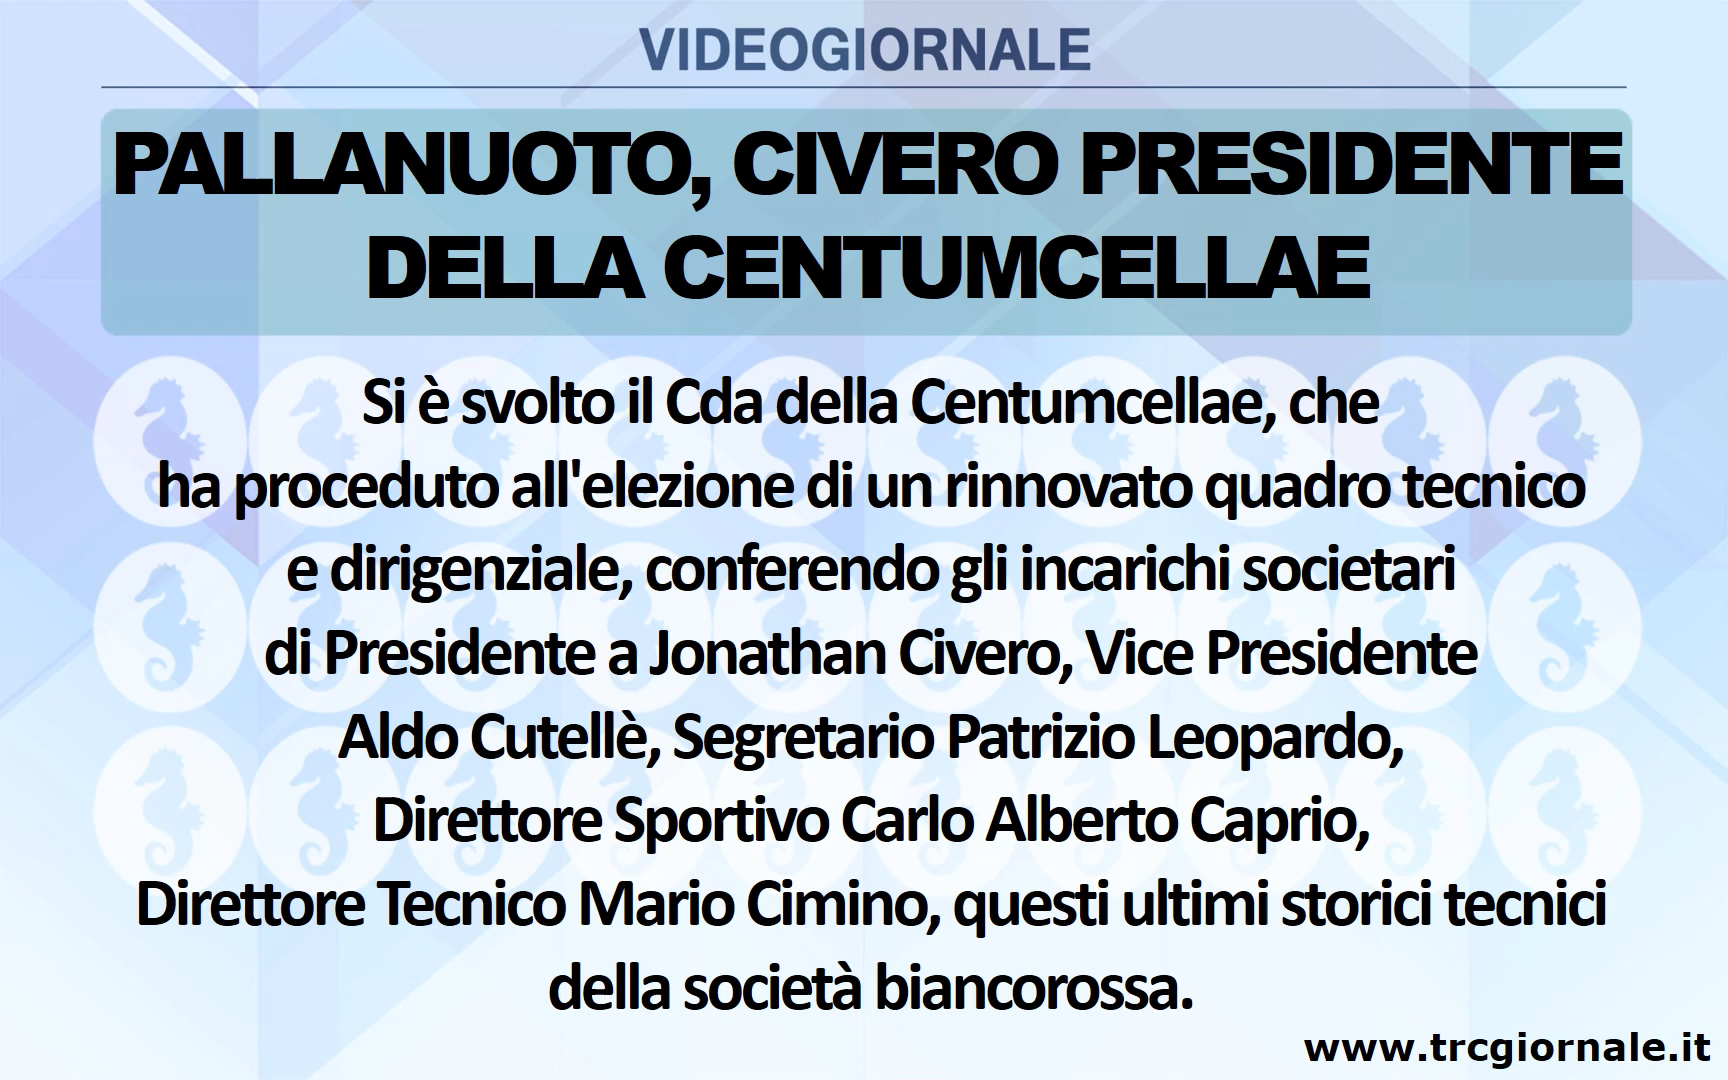 VIDEOGIORNALE
PALLANUOTO, CIVERO PRESIDENTE
DELLA CENTUMCELLAE
Si è svolto il Cda della Centumcellae, che
ha proceduto all'elezione di un rinnovato quadro tecnico
e dirigenziale, conferendo gli incarichi societari
di Presidente a Jonathan Civero, Vice Presidente
Aldo Cutellè, Segretario Patrizio Leopardo,
Direttore Sportivo Carlo Alberto Caprio,
Direttore Tecnico Mario Cimino, questi ultimi storici tecnici
della società biancorossa.
www.trcgiornale.it